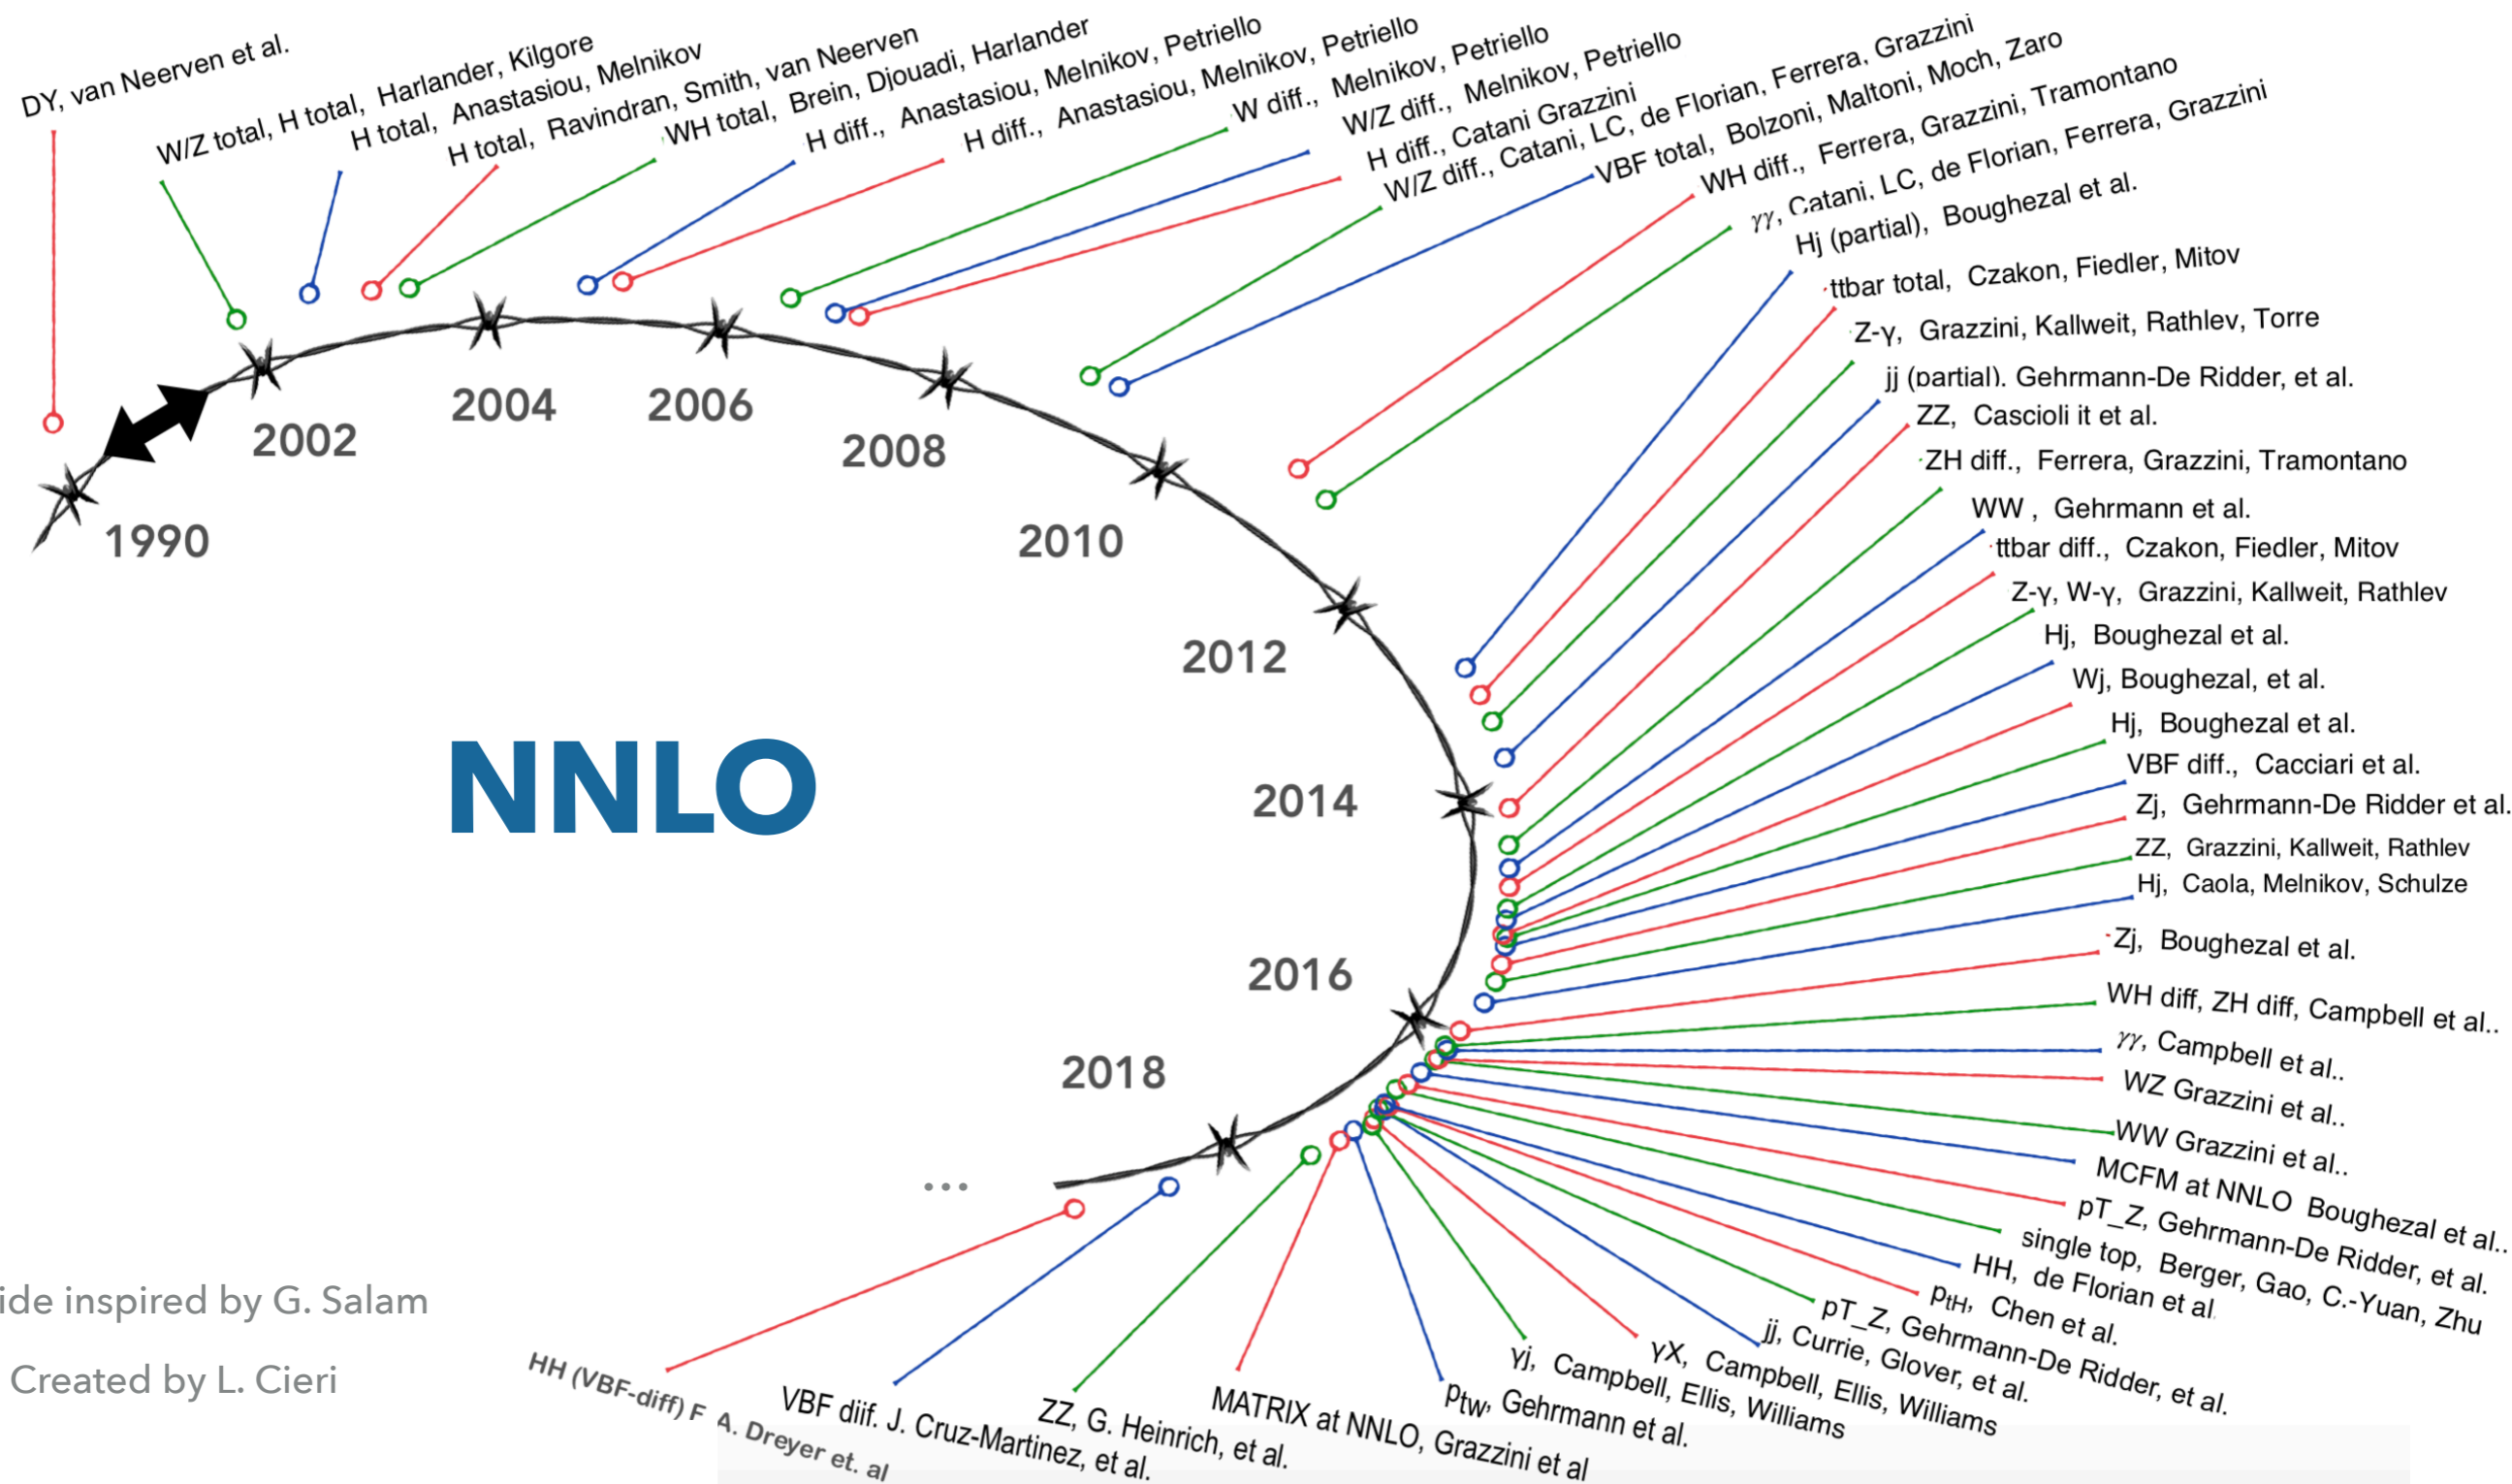 DY, van Neerven et al.
W/Z total, H total, Harlander, Kilgore
H total, Anastasiou, Melnikov
H total, Ravindran, Smith, van Neerven
WH total, Brein, Djouadi, Harlander
H diff., Anastasiou, Melnikov, Petriello
H diff., Anastasiou, Melnikov, Petriello
W diff., Melnikov, Petriello
W/Z diff., Melnikov, Petriello
H diff., Catani Grazzini
W/Z diff., Catani, LC, de Florian, Ferrera, Grazzini
VBF total, Bolzoni, Maltoni, Moch, Zaro
WH diff., Ferrera, Grazzini, Tramontano
γγ, Catani, LC, de Florian, Ferrera, Grazzini
Hj (partial), Boughezal et al.
ttbar total, Czakon, Fiedler, Mitov
Z-γ, Grazzini, Kallweit, Rathlev, Torre
jj (partial). Gehrmann-De Ridder, et al.
ZZ, Cascioli it et al.
ZH diff., Ferrera, Grazzini, Tramontano
WW , Gehrmann et al.
ttbar diff., Czakon, Fiedler, Mitov
Z-γ, W-γ, Grazzini, Kallweit, Rathlev
Hj, Boughezal et al.
Wj, Boughezal, et al.
Hj, Boughezal et al.
VBF diff., Cacciari et al.
Zj, Gehrmann-De Ridder et al.
ZZ, Grazzini, Kallweit, Rathlev
Hj, Caola, Melnikov, Schulze
Zj, Boughezal et al.
WH diff, ZH diff, Campbell et al..
γγ, Campbell et al..
WZ Grazzini et al..
WW Grazzini et al..
MCFM at NNLO Boughezal et al..
pT_Z, Gehrmann-De Ridder, et al.
single top, Berger, Gao, C.-Yuan, Zhu
HH, de Florian et al.
ptH, Chen et al.
pT_Z, Gehrmann-De Ridder, et al.
jj, Currie, Glover, et al.
γX, Campbell, Ellis, Williams
γj, Campbell, Ellis, Williams
ptw, Gehrmann et al.
MATRIX at NNLO, Grazzini et al
ZZ, G. Heinrich, et al.
VBF diif. J. Cruz-Martinez, et al.
HH (VBF-diff) F A. Dreyer et. al
1990
2002
2004
2006
2008
2010
2012
2014
2016
2018
...
NNLO
ide inspired by G. Salam
Created by L. Cieri